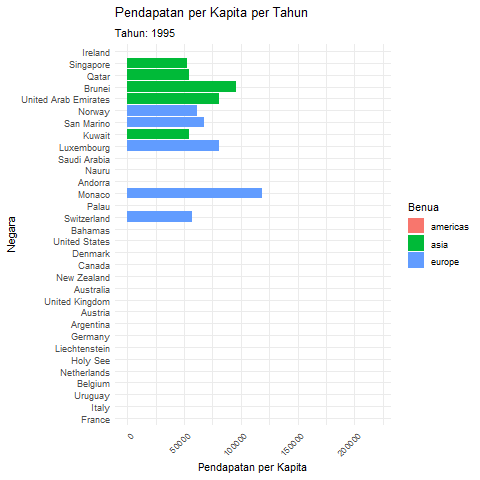 Pendapatan per Kapita per Tahun
Tahun: 1995
Negara
Ireland
Singapore
Qatar
Brunei
United Arab Emirates
Norway
San Marino
Kuwait
Luxembourg
Saudi Arabia
Nauru
Andorra
Monaco
Palau
Switzerland
Bahamas
United States
Denmark
Canada
New Zealand
Australia
United Kingdom
Austria
Argentina
Germany
Liechtenstein
Holy See
Netherlands
Belgium
Uruguay
Italy
France
0
50000
100000
150000
200000
Pendapatan per Kapita
Benua
americas
asia
europe